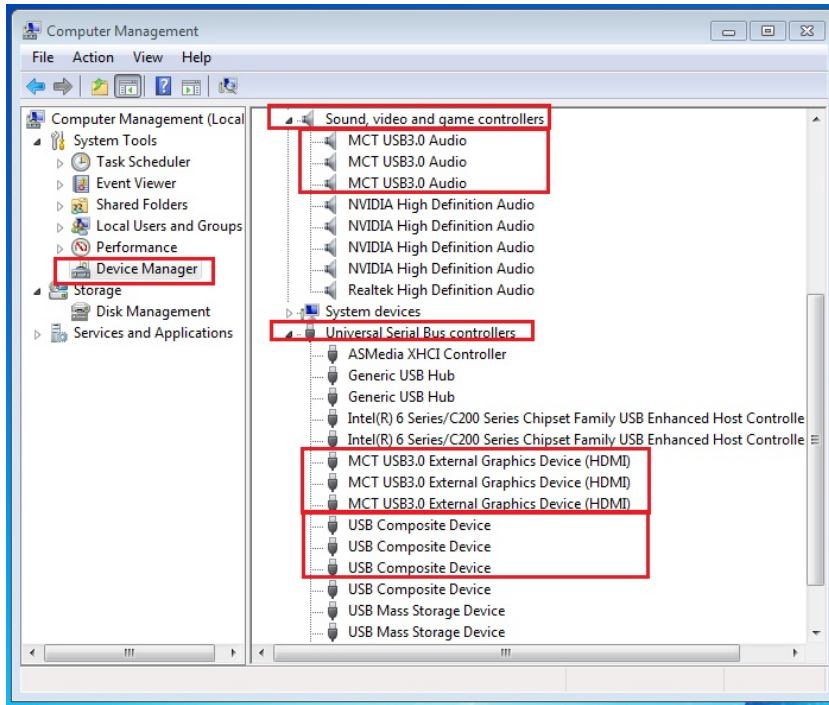 Computer Management
File Action View Help
Computer Management (Local
System Tools
Task Scheduler
Event Viewer
Shared Folders
Local Users and Groups
Performance
Device Manager
Storage
Disk Management
Services and Applications
Sound, video and game controllers
MCT USB3.0 Audio
MCT USB3.0 Audio
MCT USB3.0 Audio
NVIDIA High Definition Audio
NVIDIA High Definition Audio
NVIDIA High Definition Audio
NVIDIA High Definition Audio
Realtek High Definition Audio
System devices
Universal Serial Bus controllers
ASMedia XHCI Controller
Generic USB Hub
Generic USB Hub
Intel(R) 6 Series/C200 Series Chipset Family USB Enhanced Host Controlle
Intel(R) 6 Series/C200 Series Chipset Family USB Enhanced Host Controlle
MCT USB3.0 External Graphics Device (HDMI)
MCT USB3.0 External Graphics Device (HDMI)
MCT USB3.0 External Graphics Device (HDMI)
USB Composite Device
USB Composite Device
USB Composite Device
USB Composite Device
USB Mass Storage Device
USB Mass Storage Device